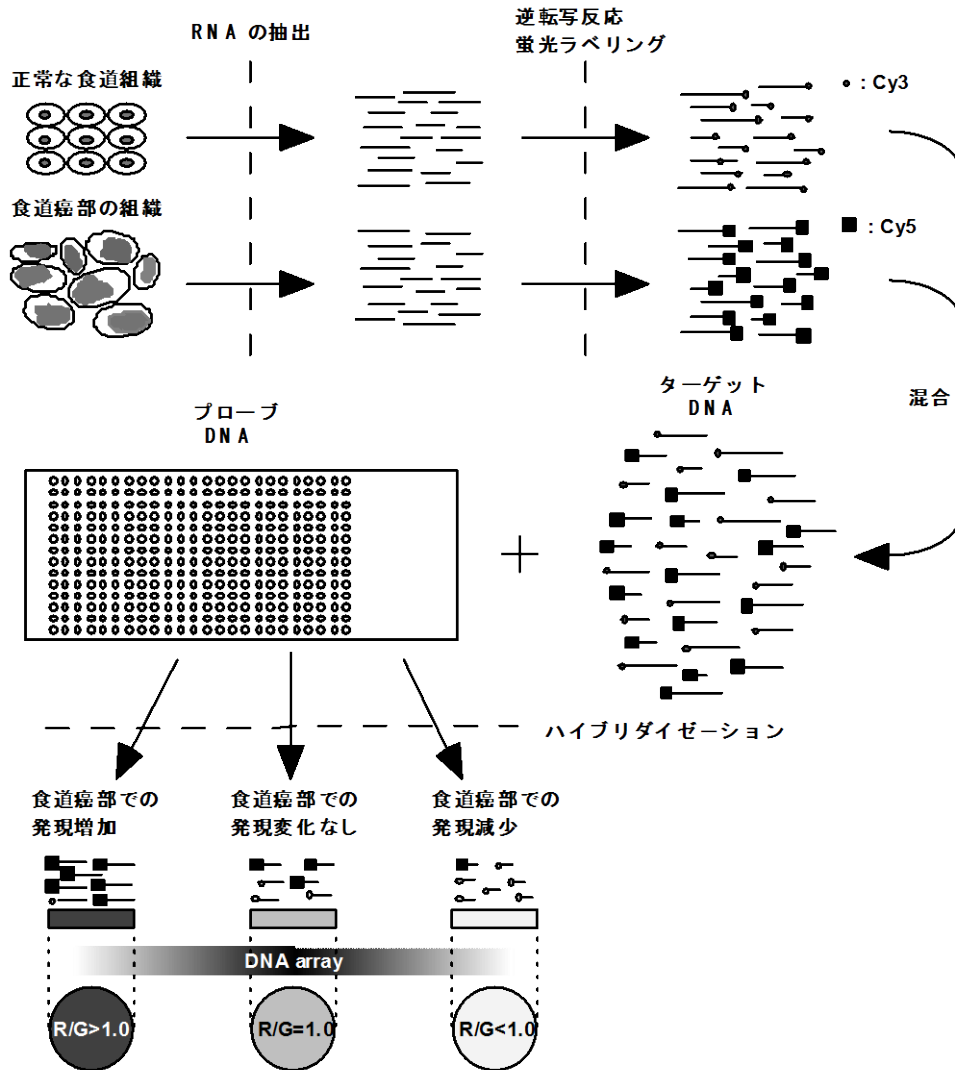 RNA の抽出
逆転写反応
蛍光ラベリング
正常な食道組織
: Cy3
食道癌部の組織
: Cy5
ターゲット
DNA
混合
プローブ
DNA
ハイブリダイゼーション
食道癌部での
発現増加
食道癌部での
発現変化なし
食道癌部での
発現減少
DNA array
R/G>1.0
R/G=1.0
R/G<1.0